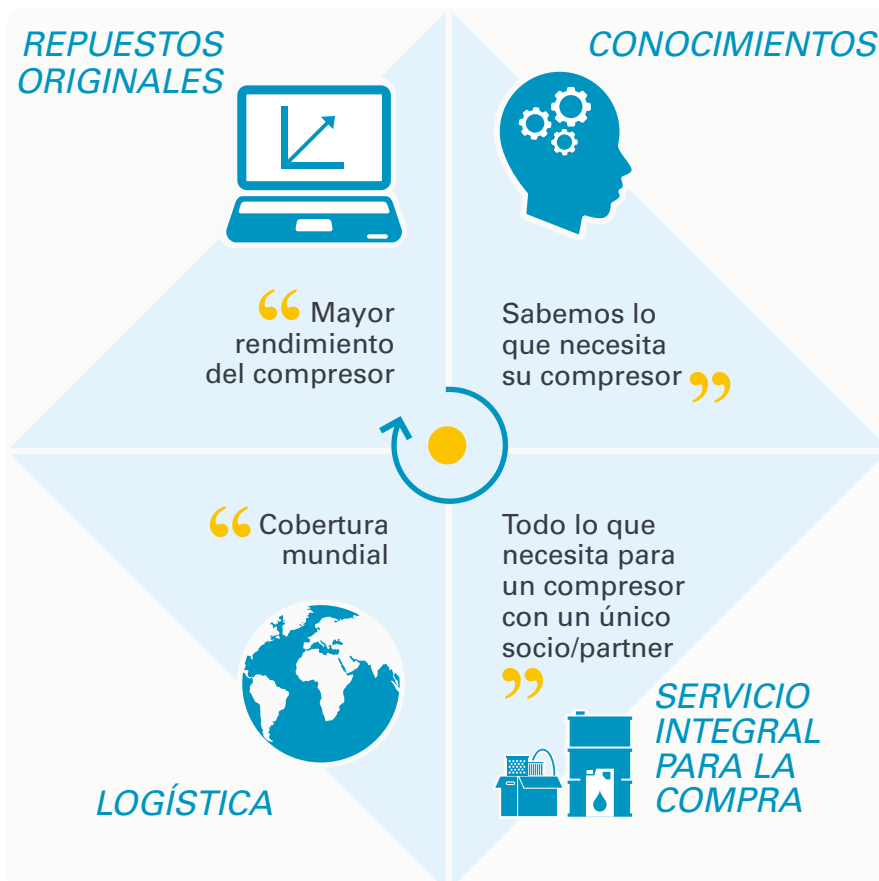 REPUESTOS
ORIGINALES
“ Mayor
rendimiento
del compresor
CONOCIMIENTOS
Sabemos lo
que necesita
su compresor ”
“ Cobertura
mundial
LOGÍSTICA
Todo lo que
necesita para
un compresor
con un único
socio/partner
”
SERVICIO
INTEGRAL
PARA LA
COMPRA